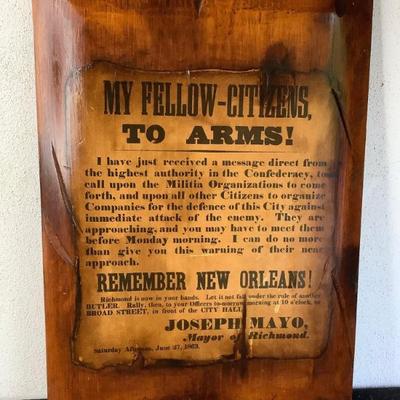 MY FELLOW-CITIZENS,
TO ARMS!
I have just received a message direct from
the highest authority in the Confederacy, to
call upon the Militia Organizations to come
forth, and upon all other Citizens to organize
Companies for the defence of this City against
immediate attack of the enemy. They are
approaching, and you may have to meet them
before Monday morning. I can do no more
than give you this warning of their near
approach.
REMEMBER NEW ORLEANS!
Richmond is now in your hands. Let it not fall under the rule of another
BUTLER. Rally, then, to your Officers to-morrow morning at 10 o'clock, on
BROAD STREET, in front of the CITY HALL
JOSEPH MAYO,
Mayor of Richmond.
Saturday Afternoon, June 27, 1863.